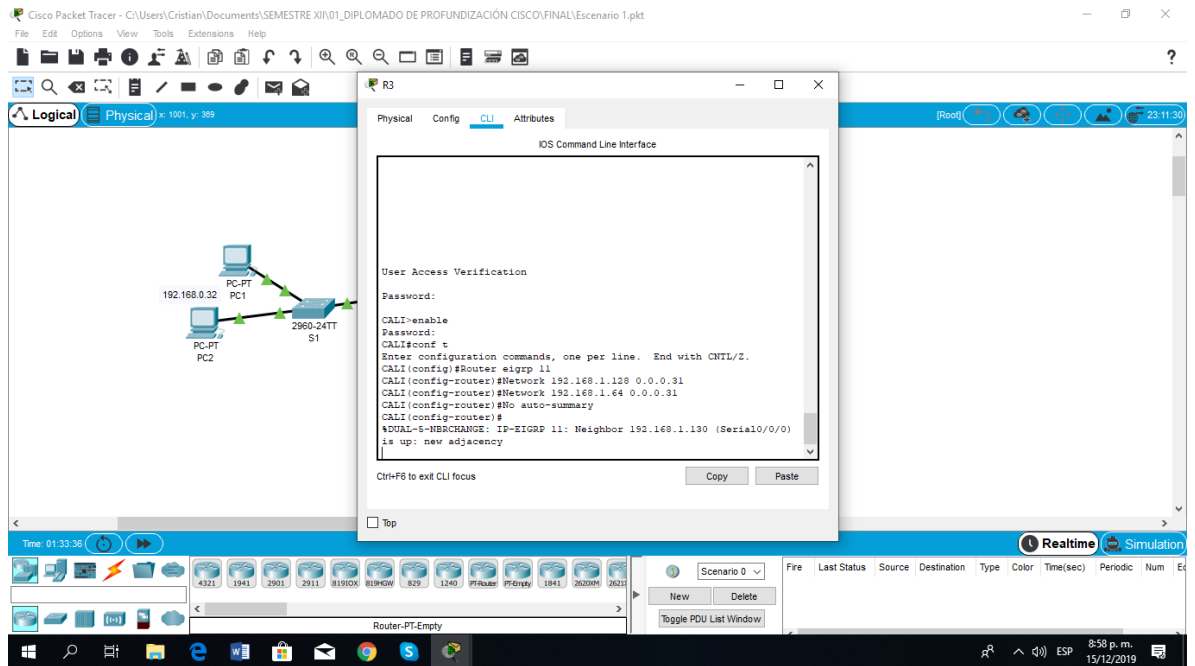 Cisco Packet Tracer - C:\Users\Cristian\Documents\SEMESTRE XII\01_DIPLOMADO DE PROFUNDIZACIÓN CISCO\FINAL\Escenario 1.pkt
File Edit Options View Tools Extensions Help
?
Logical Physical x: 1001, y: 369 [Root] 23:11:30
R3
Physical Config CLI Attributes
IOS Command Line Interface
User Access Verification
Password:
CALI>enable
Password:
CALI#conf t
Enter configuration commands, one per line. End with CNTL/Z.
CALI(config)#Router eigrp 11
CALI(config-router)#Network 192.168.1.128 0.0.0.31
CALI(config-router)#Network 192.168.1.64 0.0.0.31
CALI(config-router)#No auto-summary
CALI(config-router)#
%DUAL-5-NBRCHANGE: IP-EIGRP 11: Neighbor 192.168.1.130 (Serial0/0/0)
is up: new adjacency
Ctrl+F6 to exit CLI focus
Copy Paste
Top
PC-PT
PC1
192.168.0.32
PC-PT
PC2
2960-24TT
S1
Time: 01:33:36
Realtime Simulation
4321 1941 2901 2911 819IOX 819HGW 829 1240 PT-Router PT-Empty 1841 2620XM 2621
Router-PT-Empty
Scenario 0
New Delete
Toggle PDU List Window
Fire Last Status Source Destination Type Color Time(sec) Periodic Num Ed
ESP
8:58 p. m.
15/12/2019